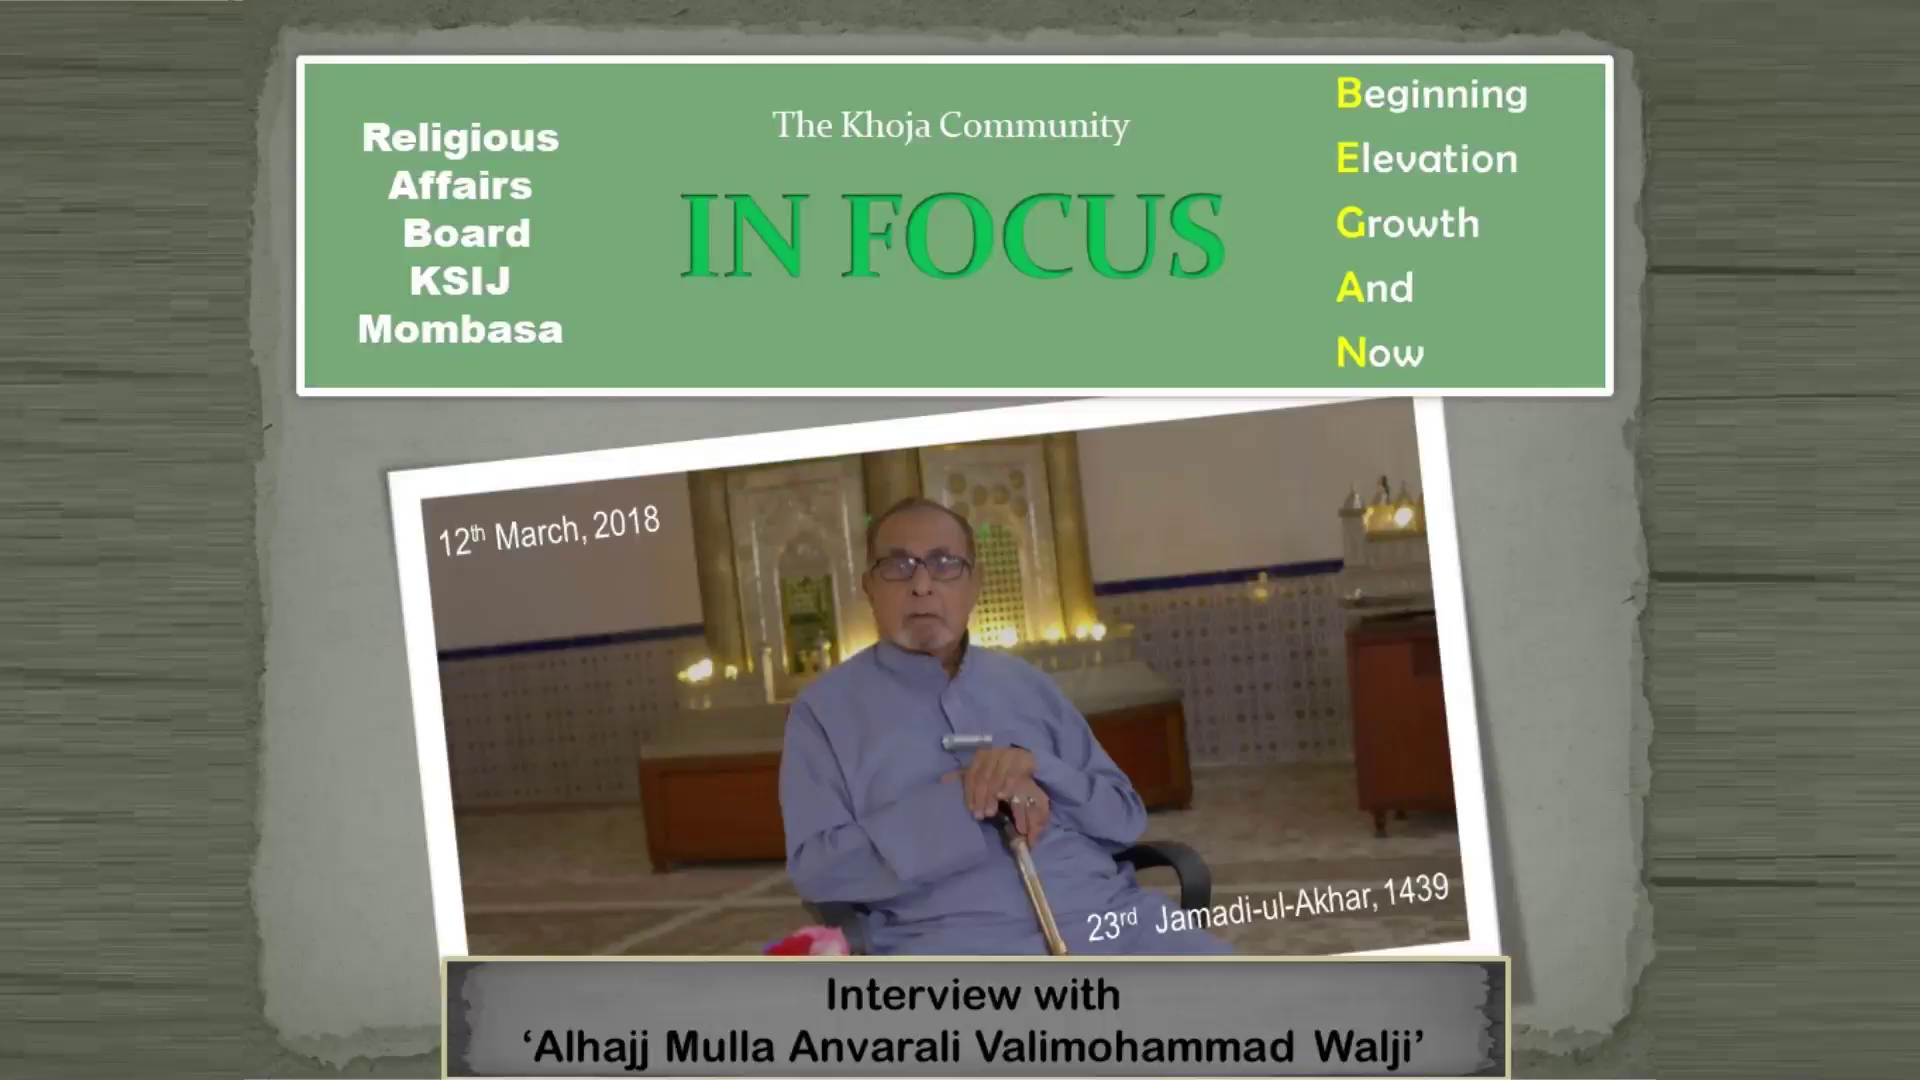 Religious
Affairs
Board
KSIJ
Mombasa
The Khoja Community
IN FOCUS
Beginning
Elevation
Growth
And
Now
12th March, 2018
23rd Jamadi-ul-Akhar, 1439
Interview with
‘Alhajj Mulla Anvarali Valimohammad Walji’